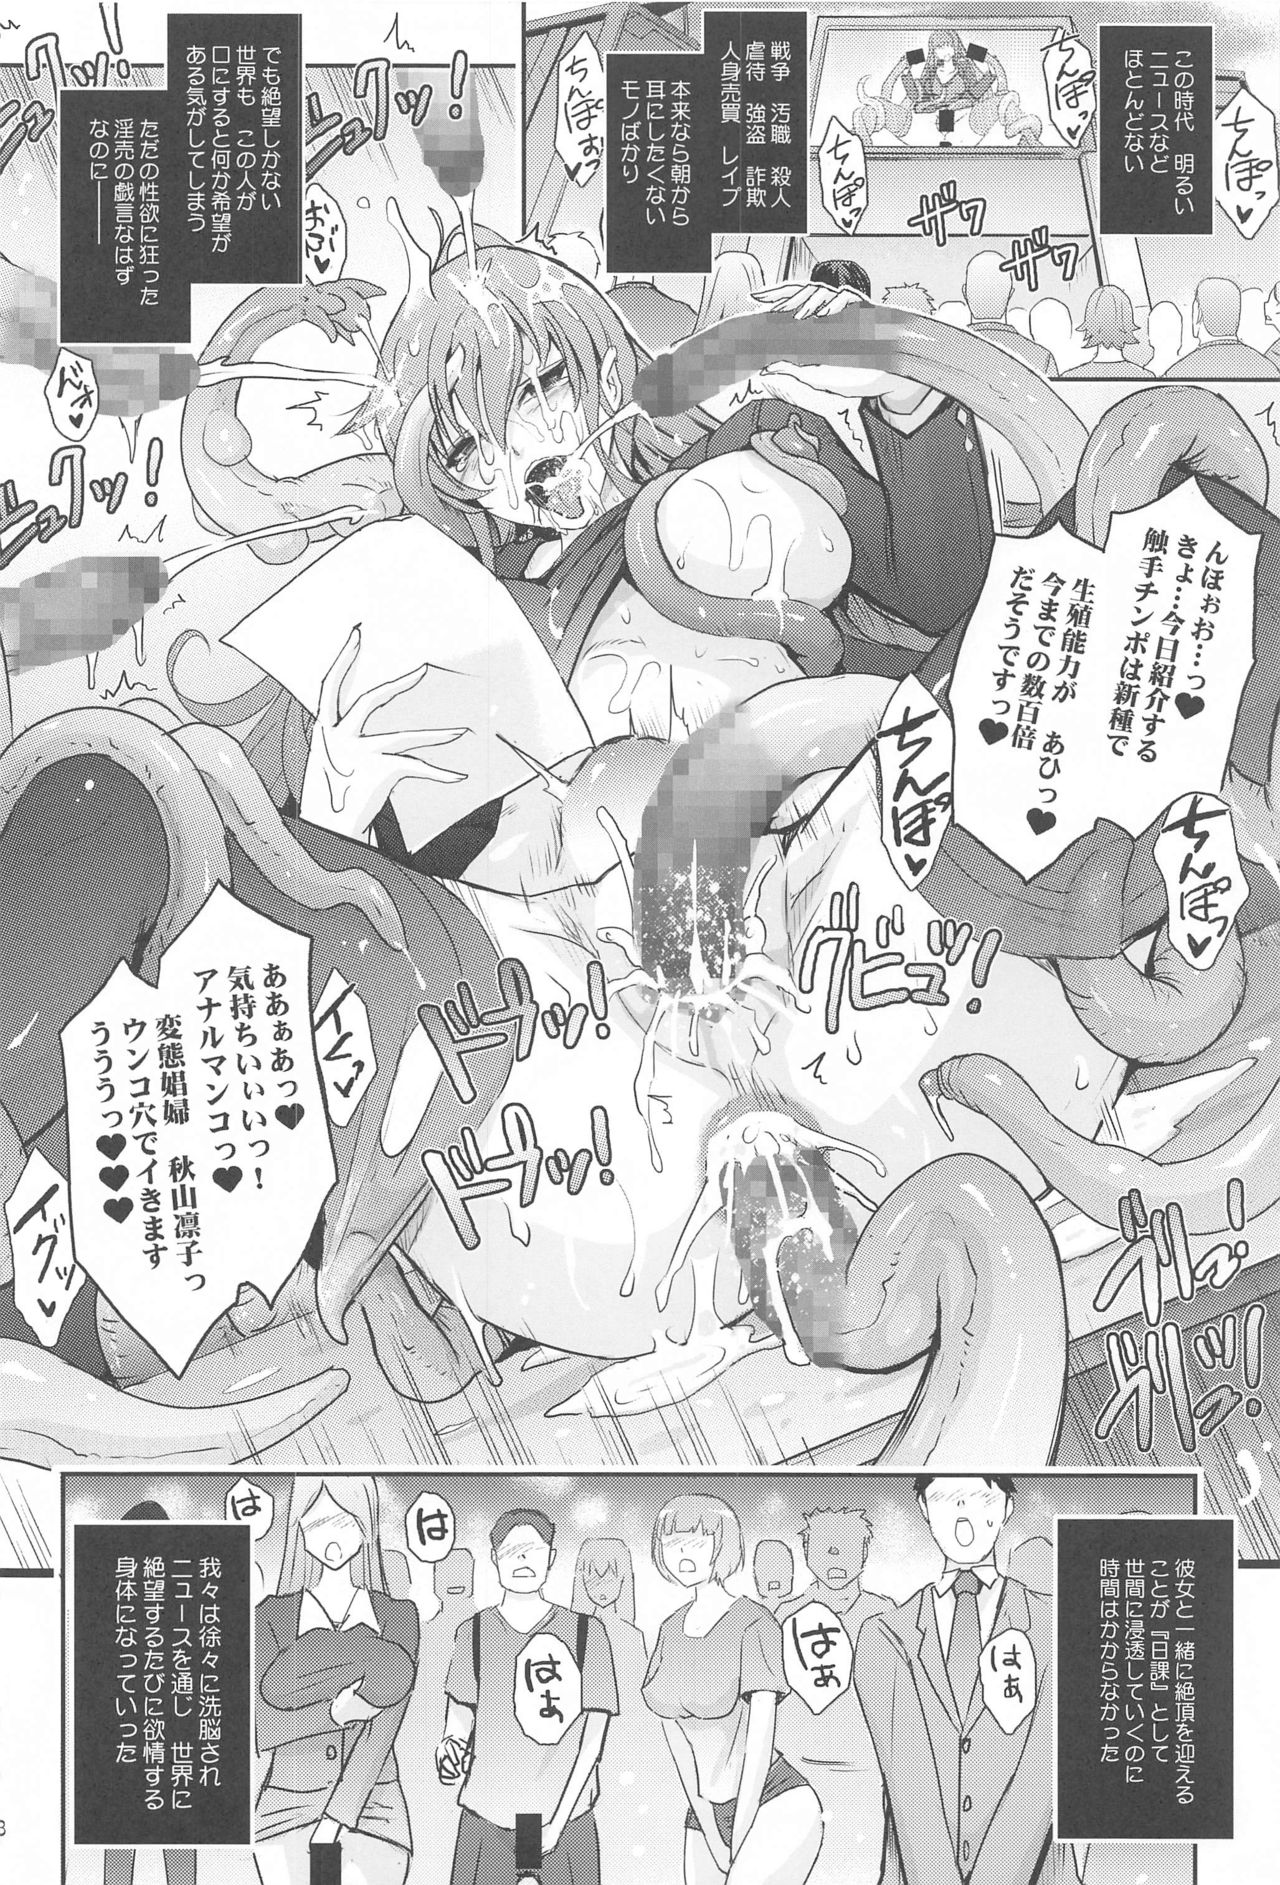 この時代　明るい
ニュースなど
ほとんどない
ちんぽっ♥
ちんぽっ♥
ちんぽっ♥
ちんぽぉっ
ザワ
ザワ
戦争　汚職　殺人
虐待　強盗　詐欺
人身売買　レイプ
本来なら朝から
耳にしたくない
モノばかり
でも絶望しかない
世界も　この人が
口にすると何か希望が
ある気がしてしまう
ただの性欲に狂った
淫売の戯言なはず
なのに――
ビュクッ!
ビュクッ!
おぶっ♥
んほぉぉ…っ♥
きょ…今日紹介する
触手チンポは新種で
生殖能力が　あひっ♥
今までの数百倍
だそうですっ♥
ちんぽ♥
ちんぽっ♥
グビュッ!
ドプッ!
ドプッ!
ブリュッ!
ああぁあっ♥
気持ちいぃいっ!
アナルマンコっ♥
変態娼婦　秋山凛子っ
ウンコ穴でイきます
うううっ♥♥♥
イグッ♥
彼女と一緒に絶頂を迎える
ことが『日課』として
世間に浸透していくのに
時間はかからなかった
はぁ
はぁ
はぁ
は
は
我々は徐々に洗脳され
ニュースを通じ　世界に
絶望するたびに欲情する
身体になっていった